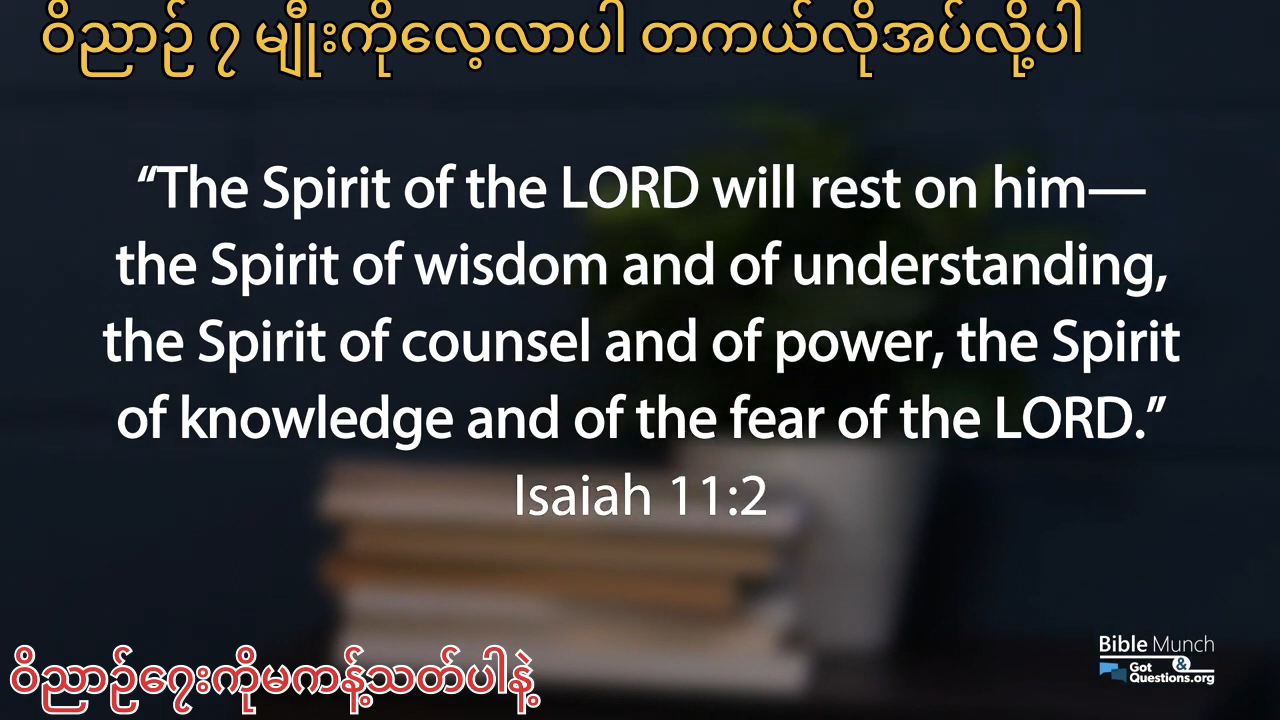 ဝိညာဉ် ၇ မျိုးကိုလေ့လာပါ တကယ်လိုအပ်လို့ပါ
“The Spirit of the LORD will rest on him—
the Spirit of wisdom and of understanding,
the Spirit of counsel and of power, the Spirit
of knowledge and of the fear of the LORD.”
Isaiah 11:2
ဝိညာဉ်ဂွေးကိုမကန့်သတ်ပါနဲ့
Bible Munch
&
Got
Questions.org